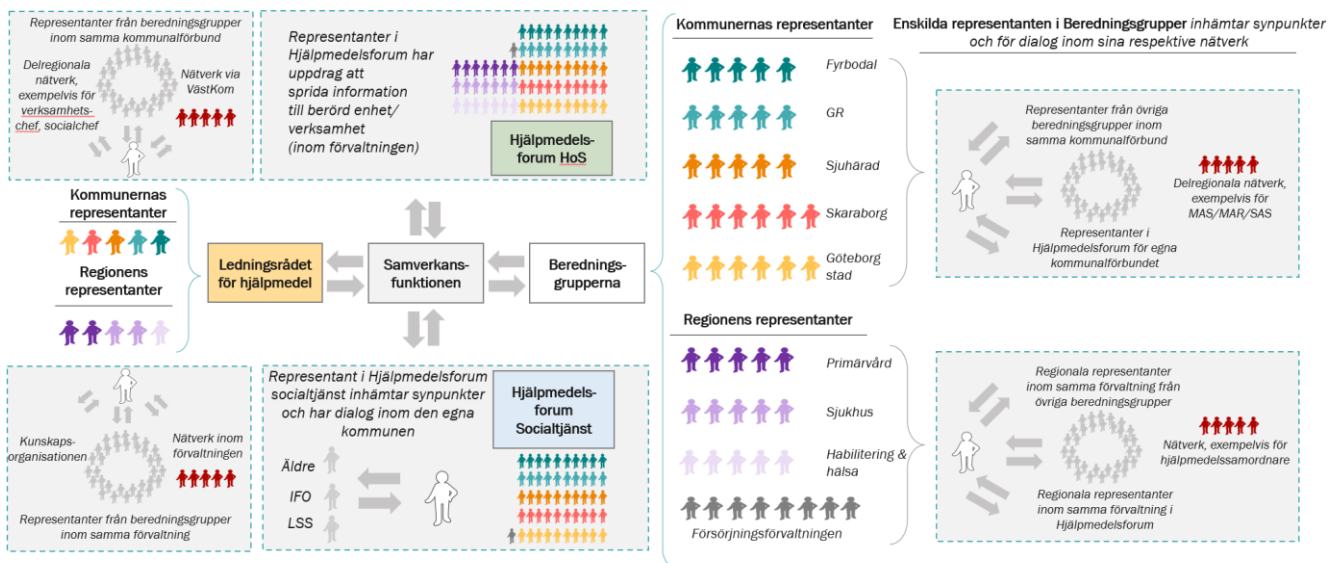 Representanter från beredningsgrupper
inom samma kommunalförbund
Delregionala
nätverk,
exempelvis för
verksamhets-
chef, socialchef
Nätverk via
VästKom
Representanter i
Hjälpmedelsforum har
uppdrag att
sprida information
till berörd enhet/
verksamhet
(inom förvaltningen)
Hjälpmedels-
forum HoS
Kommunernas
representanter
Regionens
representanter
Ledningsrådet
för hjälpmedel
Samverkans-
funktionen
Berednings-
grupperna
Kunskaps-
organisationen
Nätverk inom
förvaltningen
Representanter från beredningsgrupper
inom samma förvaltning
Representant i Hjälpmedelsforum
socialtjänst inhämtar synpunkter
och har dialog inom den egna
kommunen
Hjälpmedels-
forum
Socialtjänst
Äldre
IFO
LSS
Kommunernas representanter
Fyrbodal
GR
Sjuhärad
Skaraborg
Göteborg
stad
Regionens representanter
Primärvård
Sjukhus
Habilitering &
hälsa
Försörjningsförvaltningen
Enskilda representanten i Beredningsgrupper inhämtar synpunkter
och för dialog inom sina respektive nätverk
Representanter från övriga
beredningsgrupper inom
samma kommunalförbund
Delregionala nätverk,
exempelvis för
MAS/MAR/SAS
Representanter i
Hjälpmedelsforum för egna
kommunalförbundet
Regionala representanter
inom samma förvaltning från
övriga beredningsgrupper
Nätverk, exempelvis för
hjälpmedelssamordnare
Regionala representanter
inom samma förvaltning i
Hjälpmedelsforum